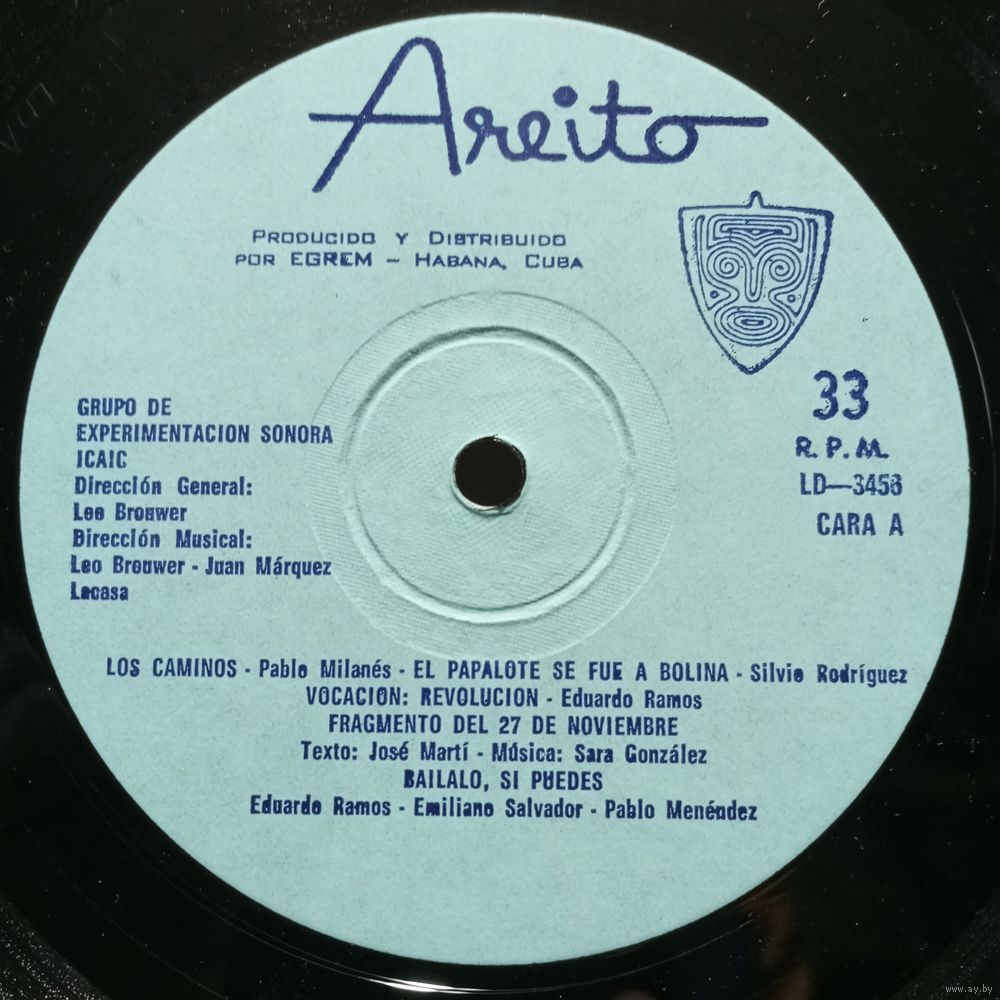 Areito
PRODUCIDO Y DISTRIBUIDO
POR EGREM – HABANA, CUBA
33
R. P. M.
LD—3458
CARA A
GRUPO DE
EXPERIMENTACION SONORA
ICAIC
Dirección General:
Leo Brouwer
Dirección Musical:
Leo Brouwer - Juan Márquez
Lacasa
LOS CAMINOS - Pablo Milanés - EL PAPALOTE SE FUE A BOLINA - Silvio Rodríguez
VOCACION: REVOLUCION - Eduardo Ramos
FRAGMENTO DEL 27 DE NOVIEMBRE
Texto: José Martí - Música: Sara González
BAILALO, SI PUEDES
Eduardo Ramos - Emiliano Salvador - Pablo Menéndez
www.ay.by